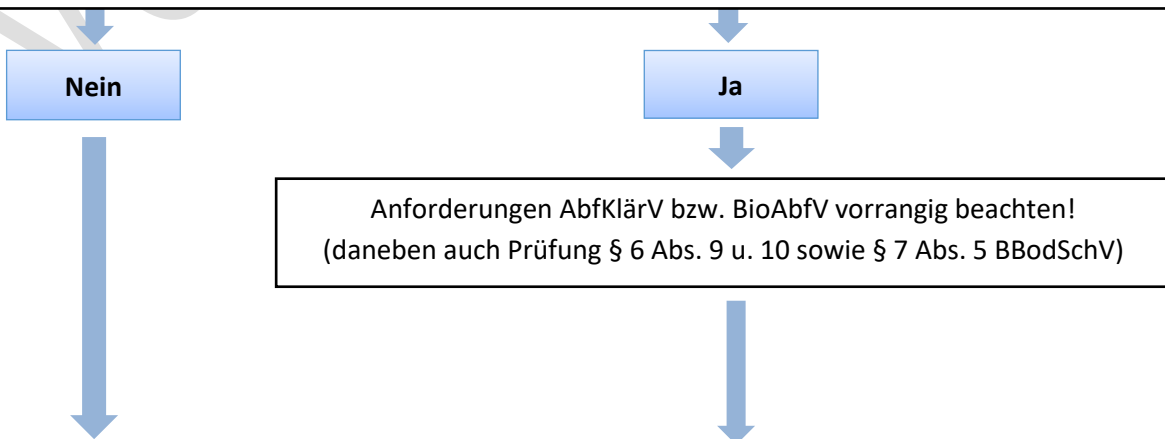 Nein
Ja
Anforderungen AbfKlärV bzw. BioAbfV vorrangig beachten!
(daneben auch Prüfung § 6 Abs. 9 u. 10 sowie § 7 Abs. 5 BBodSchV)